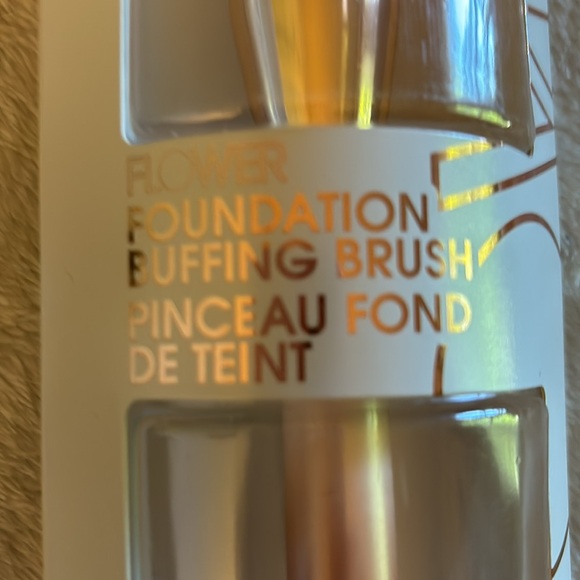 FLOWER
FOUNDATION
BUFFING BRUSH
PINCEAU FOND
DE TEINT